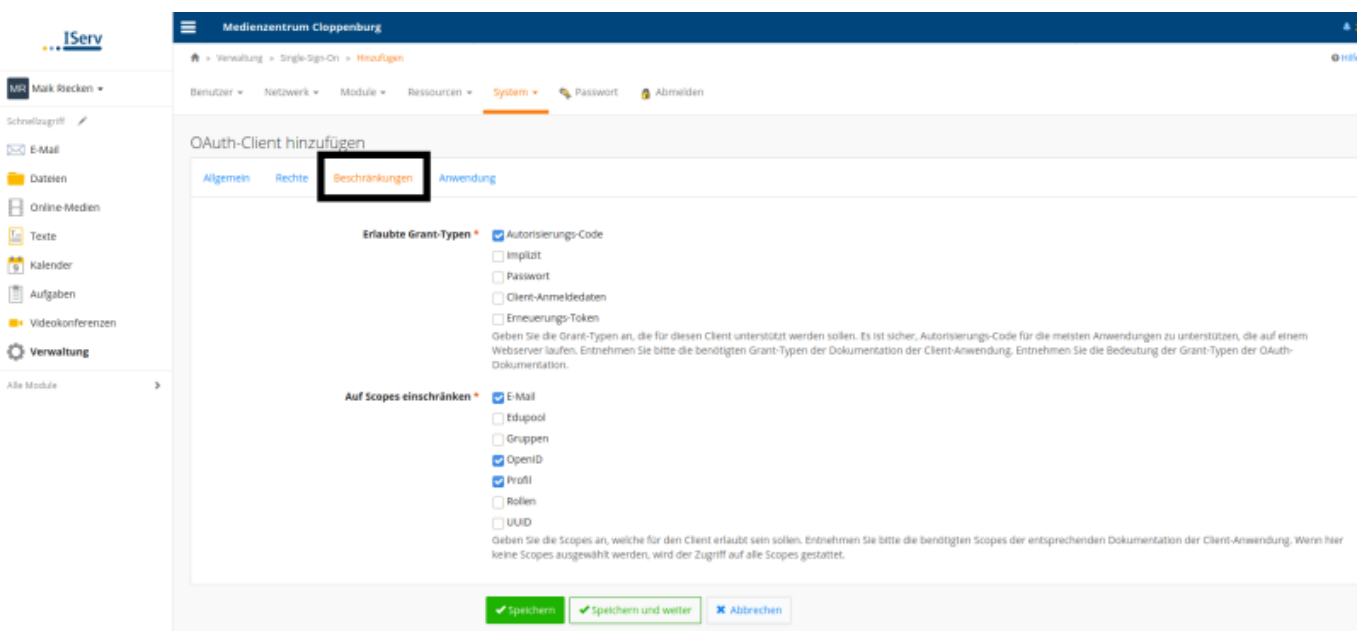 IServ
Medienzentrum Cloppenburg
Verwaltung » Single-Sign-On » Hinzufügen
Hilfe
MR Maik Riecken
Benutzer Netzwerk Module Ressourcen System Passwort Abmelden
Schnellzugriff
E-Mail
Dateien
Online-Medien
Texte
Kalender
Aufgaben
Videokonferenzen
Verwaltung
Alle Module
OAuth-Client hinzufügen
Allgemein Rechte Beschränkungen Anwendung
Erlaubte Grant-Typen * Autorisierungs-Code
Implizit
Passwort
Client-Anmeldedaten
Erneuerungs-Token
Geben Sie die Grant-Typen an, die für diesen Client unterstützt werden sollen. Es ist sicher, Autorisierungs-Code für die meisten Anwendungen zu unterstützen, die auf einem
Webserver laufen. Entnehmen Sie bitte die benötigten Grant-Typen der Dokumentation der Client-Anwendung. Entnehmen Sie die Bedeutung der Grant-Typen der OAuth-
Dokumentation.
Auf Scopes einschränken * E-Mail
Edupool
Gruppen
OpenID
Profil
Rollen
UUID
Geben Sie die Scopes an, welche für den Client erlaubt sein sollen. Entnehmen Sie bitte die benötigten Scopes der entsprechenden Dokumentation der Client-Anwendung. Wenn hier
keine Scopes ausgewählt werden, wird der Zugriff auf alle Scopes gestattet.
Speichern Speichern und weiter Abbrechen